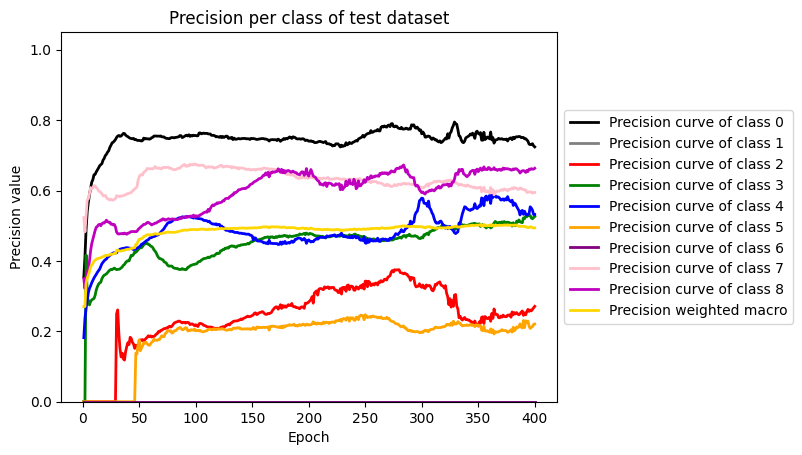 Precision per class of test dataset
1.0
0.8
0.6
0.4
0.2
0.0
Precision value
0 50 100 150 200 250 300 350 400
Epoch
Precision curve of class 0
Precision curve of class 1
Precision curve of class 2
Precision curve of class 3
Precision curve of class 4
Precision curve of class 5
Precision curve of class 6
Precision curve of class 7
Precision curve of class 8
Precision weighted macro